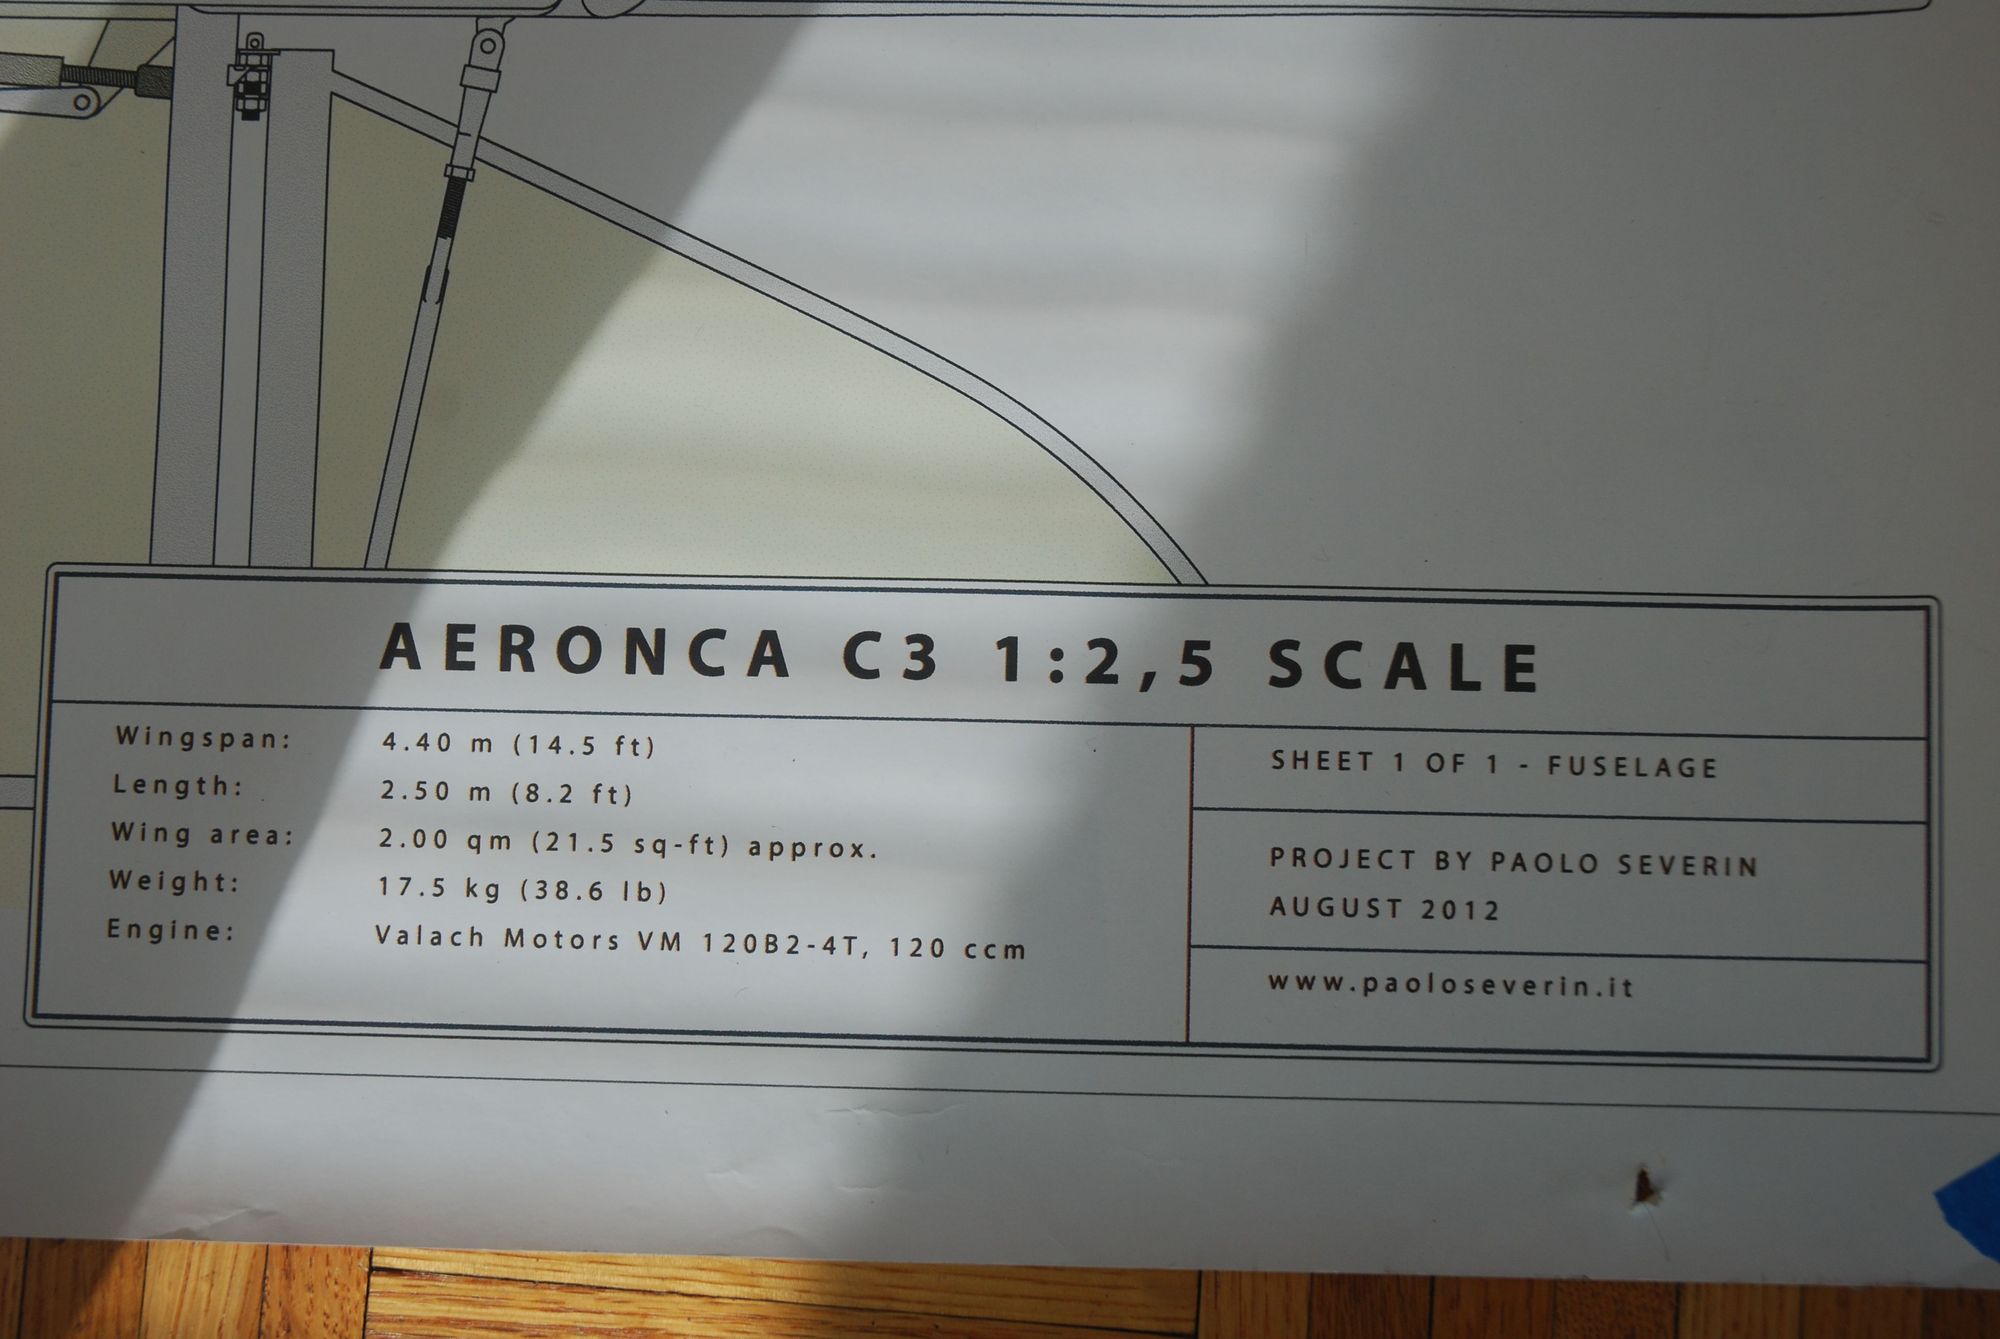 AERONCA C3 1:2,5 SCALE
Wingspan: 4.40 m (14.5 ft)
Length: 2.50 m (8.2 ft)
Wing area: 2.00 qm (21.5 sq-ft) approx.
Weight: 17.5 kg (38.6 lb)
Engine: Valach Motors VM 120B2-4T, 120 ccm
SHEET 1 OF 1 - FUSELAGE
PROJECT BY PAOLO SEVERIN
AUGUST 2012
www.paoloseverin.it